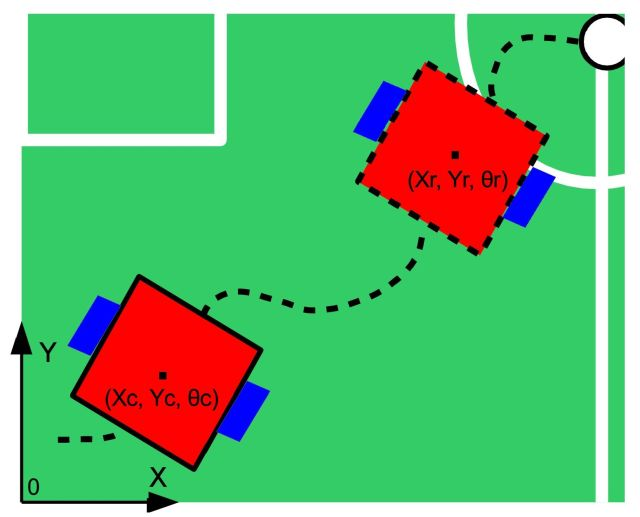 (Xr, Yr, θr)
Y
(Xc, Yc, θc)
X
0